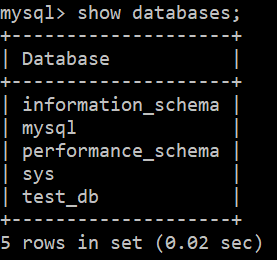 mysql> show databases;
+--------------------+
| Database           |
+--------------------+
| information_schema |
| mysql              |
| performance_schema |
| sys                |
| test_db            |
+--------------------+
5 rows in set (0.02 sec)